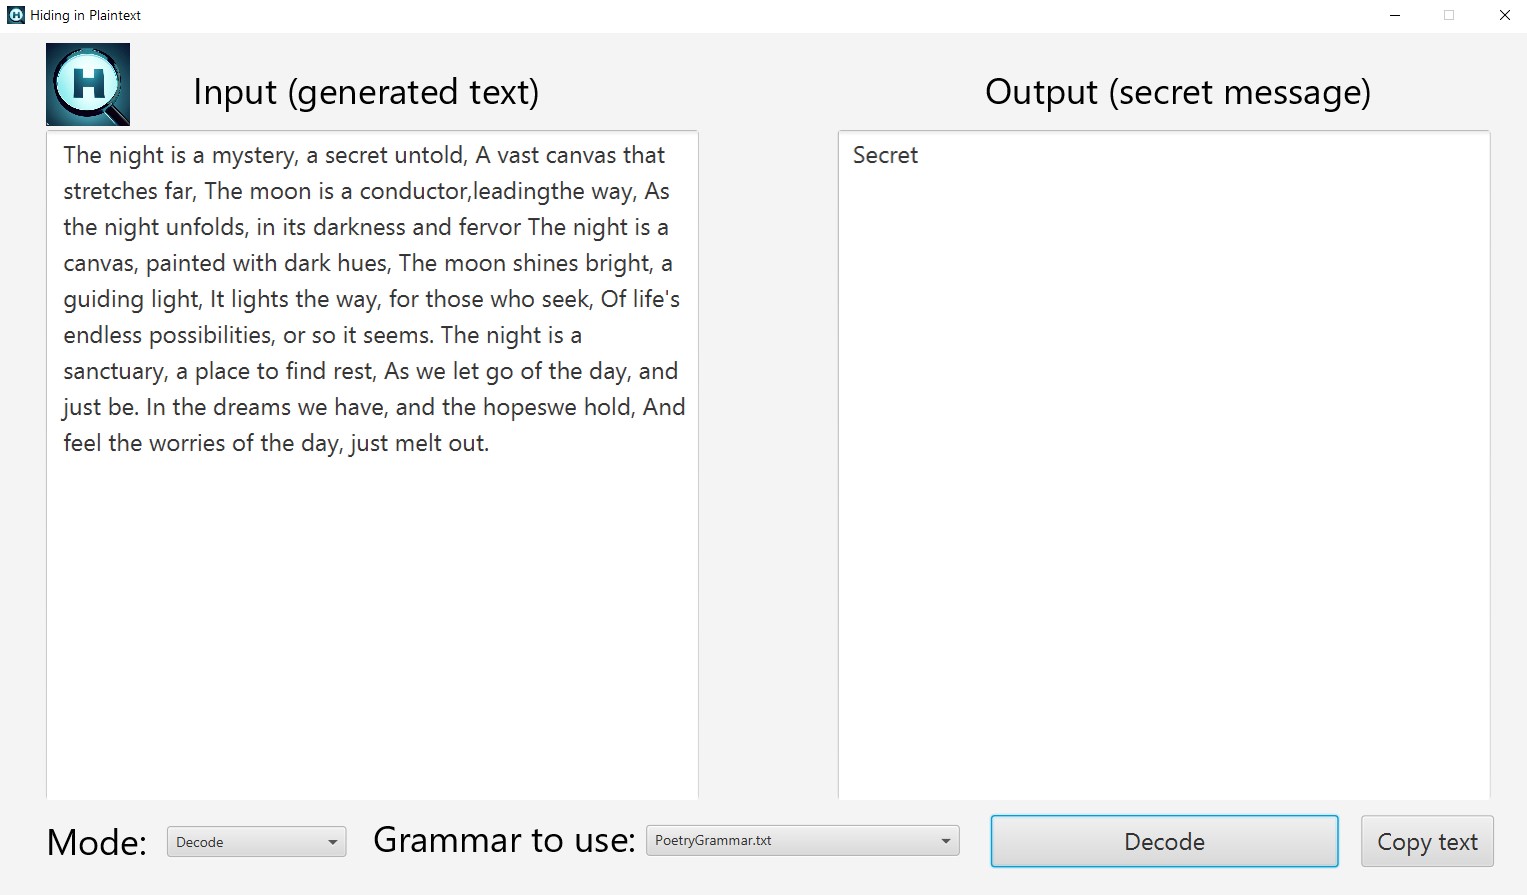 Hiding in Plaintext
H
Input (generated text)
Output (secret message)
The night is a mystery, a secret untold, A vast canvas that
stretches far, The moon is a conductor,leadingthe way, As
the night unfolds, in its darkness and fervor The night is a
canvas, painted with dark hues, The moon shines bright, a
guiding light, It lights the way, for those who seek, Of life's
endless possibilities, or so it seems. The night is a
sanctuary, a place to find rest, As we let go of the day, and
just be. In the dreams we have, and the hopeswe hold, And
feel the worries of the day, just melt out.
Secret
Mode:
Decode
Grammar to use:
PoetryGrammar.txt
Decode
Copy text